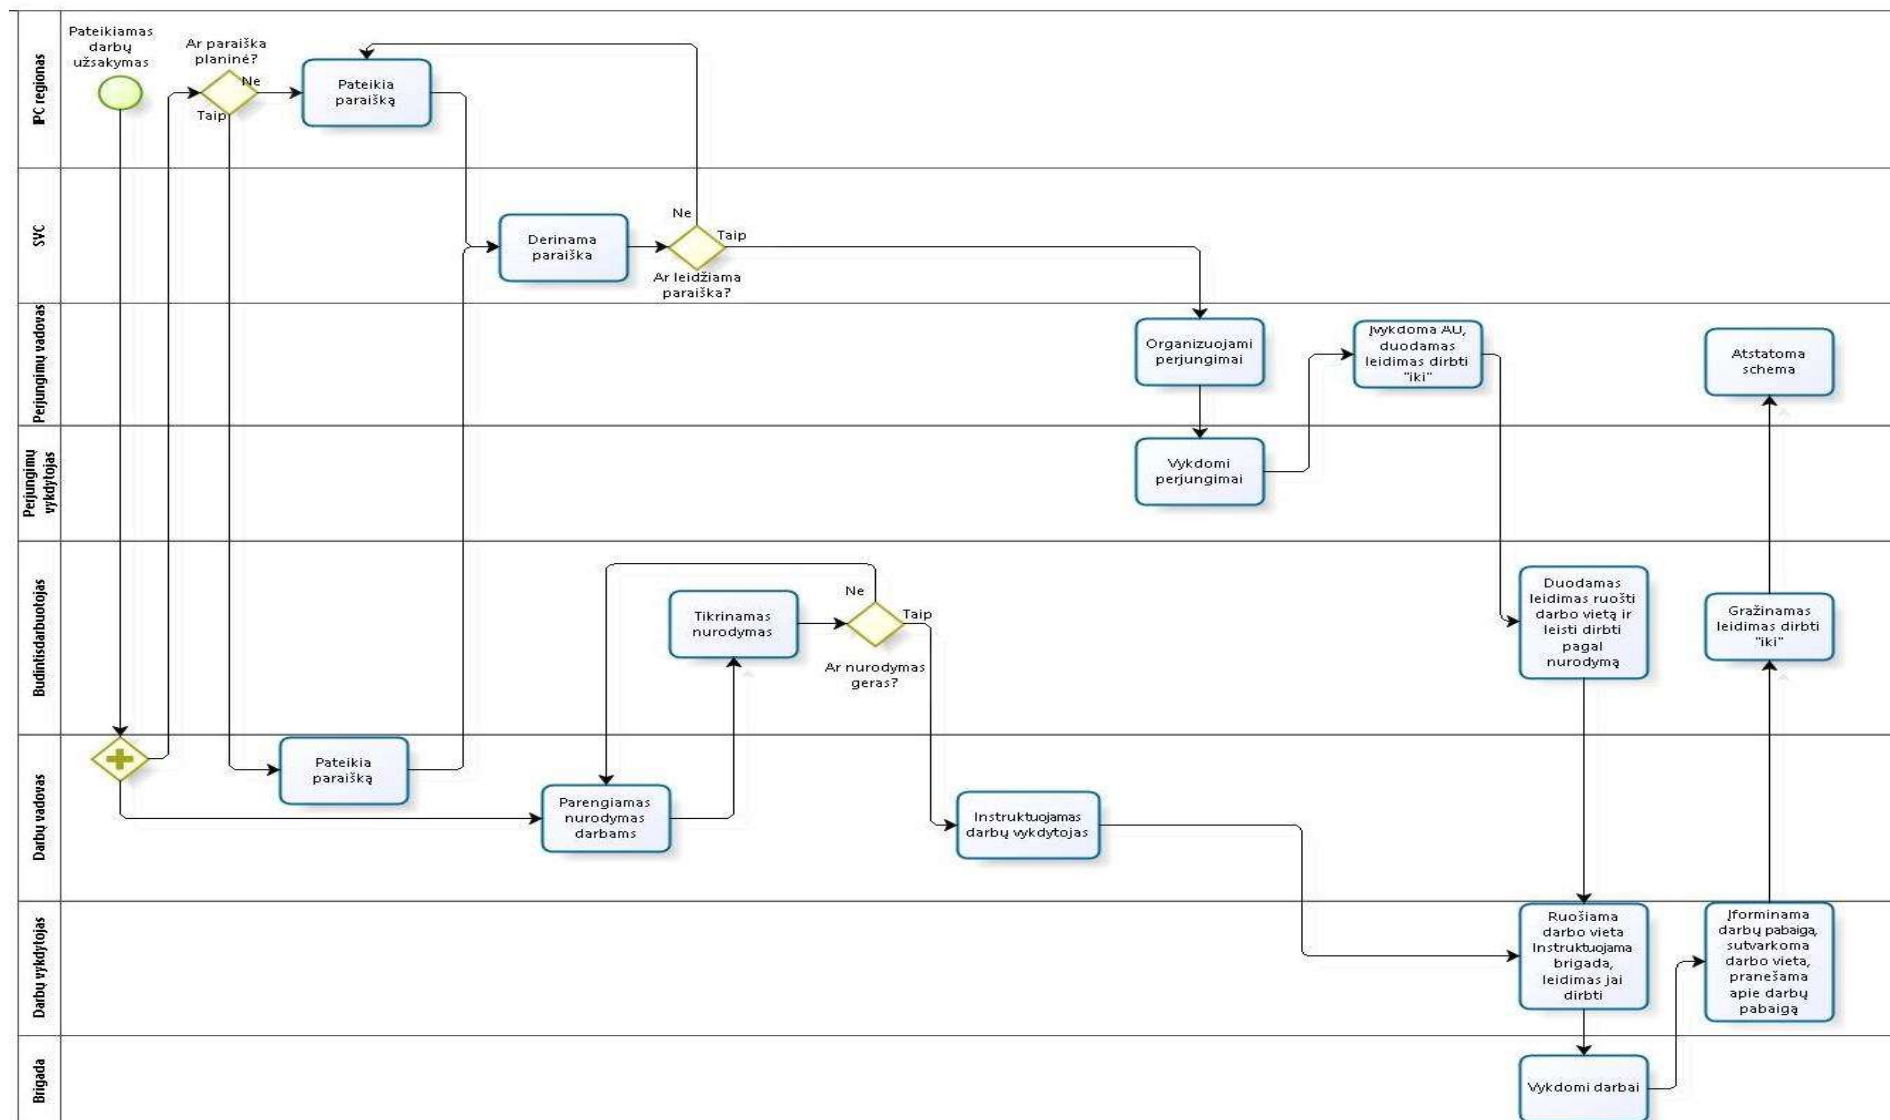 IPC regionas
Pateikiamas
darbų
užsakymas
Ar paraiška
planinė?
Ne
Taip
Pateikia
paraišką
SVC
Derinama
paraiška
Ne
Taip
Ar leidžiama
paraiška?
Perjungimų vadovas
Organizuojami
perjungimai
Įvykdoma AU,
duodamas
leidimas dirbti
"iki"
Atstatoma
schema
Perjungimų
vykdytojas
Vykdomi
perjungimai
Budintisdarbuotojas
Tikrinamas
nurodymas
Ne
Taip
Ar nurodymas
geras?
Duodamas
leidimas ruošti
darbo vietą ir
leisti dirbti
pagal
nurodymą
Gražinamas
leidimas dirbti
"iki"
Darbų vadovas
Pateikia
paraišką
Parengiamas
nurodymas
darbams
Instruktuojamas
darbų vykdytojas
Darbų vykdytojas
Ruošiama
darbo vieta
Instruktuojama
brigada,
leidimas jai
dirbti
Įforminama
darbų pabaiga,
sutvarkoma
darbo vieta,
pranešama
apie darbų
pabaigą
Brigada
Vykdomi darbai